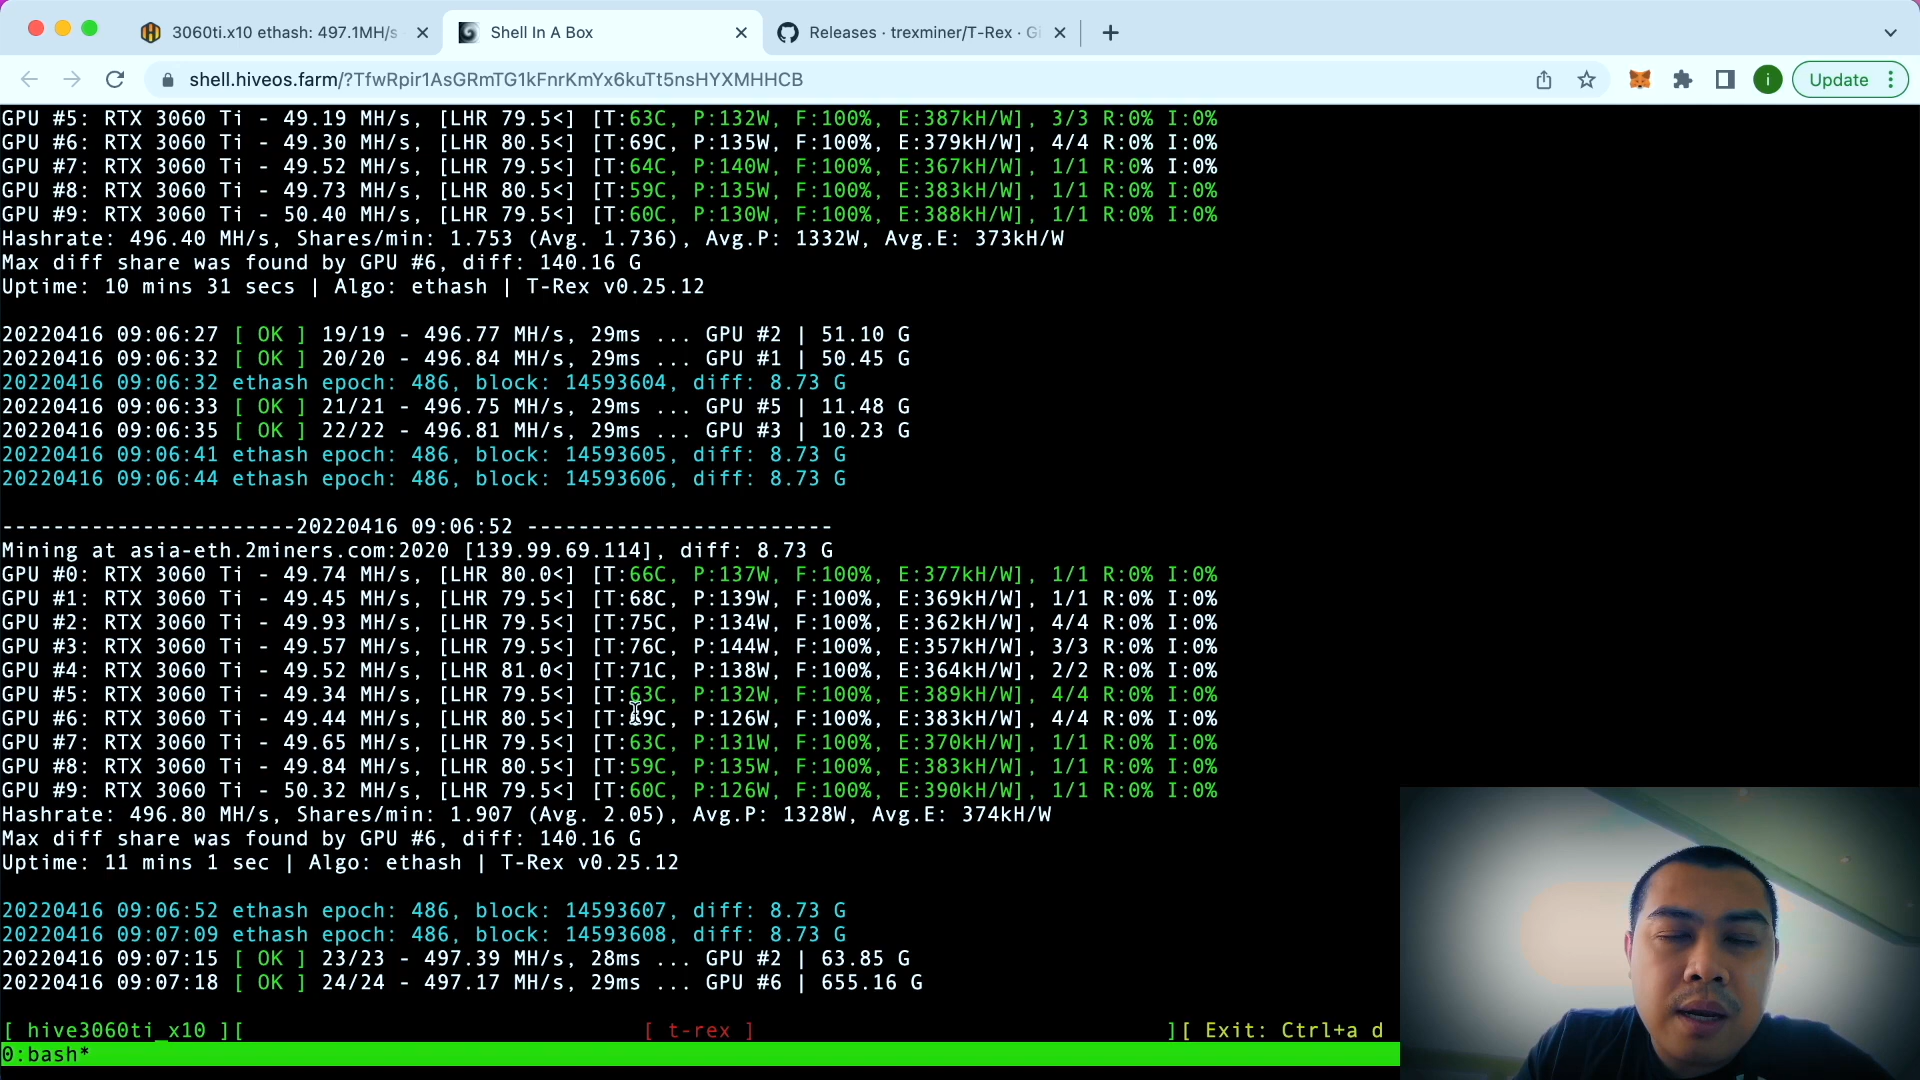 3060ti.x10 ethash: 497.1MH/s
Shell In A Box
Releases · trexminer/T-Rex · Gi
shell.hiveos.farm/?TfwRpir1AsGRmTG1kFnrKmYx6kuTt5nsHYXMHHCB
i
Update
GPU #5: RTX 3060 Ti - 49.19 MH/s, [LHR 79.5<] [T:63C, P:132W, F:100%, E:387kH/W], 3/3 R:0% I:0%
GPU #6: RTX 3060 Ti - 49.30 MH/s, [LHR 80.5<] [T:69C, P:135W, F:100%, E:379kH/W], 4/4 R:0% I:0%
GPU #7: RTX 3060 Ti - 49.52 MH/s, [LHR 79.5<] [T:64C, P:140W, F:100%, E:367kH/W], 1/1 R:0% I:0%
GPU #8: RTX 3060 Ti - 49.73 MH/s, [LHR 80.5<] [T:59C, P:135W, F:100%, E:383kH/W], 1/1 R:0% I:0%
GPU #9: RTX 3060 Ti - 50.40 MH/s, [LHR 79.5<] [T:60C, P:130W, F:100%, E:388kH/W], 1/1 R:0% I:0%
Hashrate: 496.40 MH/s, Shares/min: 1.753 (Avg. 1.736), Avg.P: 1332W, Avg.E: 373kH/W
Max diff share was found by GPU #6, diff: 140.16 G
Uptime: 10 mins 31 secs | Algo: ethash | T-Rex v0.25.12
20220416 09:06:27 [ OK ] 19/19 - 496.77 MH/s, 29ms ... GPU #2 | 51.10 G
20220416 09:06:32 [ OK ] 20/20 - 496.84 MH/s, 29ms ... GPU #1 | 50.45 G
20220416 09:06:32 ethash epoch: 486, block: 14593604, diff: 8.73 G
20220416 09:06:33 [ OK ] 21/21 - 496.75 MH/s, 29ms ... GPU #5 | 11.48 G
20220416 09:06:35 [ OK ] 22/22 - 496.81 MH/s, 29ms ... GPU #3 | 10.23 G
20220416 09:06:41 ethash epoch: 486, block: 14593605, diff: 8.73 G
20220416 09:06:44 ethash epoch: 486, block: 14593606, diff: 8.73 G
-----------------------20220416 09:06:52 ------------------------
Mining at asia-eth.2miners.com:2020 [139.99.69.114], diff: 8.73 G
GPU #0: RTX 3060 Ti - 49.74 MH/s, [LHR 80.0<] [T:66C, P:137W, F:100%, E:377kH/W], 1/1 R:0% I:0%
GPU #1: RTX 3060 Ti - 49.45 MH/s, [LHR 79.5<] [T:68C, P:139W, F:100%, E:369kH/W], 1/1 R:0% I:0%
GPU #2: RTX 3060 Ti - 49.93 MH/s, [LHR 79.5<] [T:75C, P:134W, F:100%, E:362kH/W], 4/4 R:0% I:0%
GPU #3: RTX 3060 Ti - 49.57 MH/s, [LHR 79.5<] [T:76C, P:144W, F:100%, E:357kH/W], 3/3 R:0% I:0%
GPU #4: RTX 3060 Ti - 49.52 MH/s, [LHR 81.0<] [T:71C, P:138W, F:100%, E:364kH/W], 2/2 R:0% I:0%
GPU #5: RTX 3060 Ti - 49.34 MH/s, [LHR 79.5<] [T:63C, P:132W, F:100%, E:389kH/W], 4/4 R:0% I:0%
GPU #6: RTX 3060 Ti - 49.44 MH/s, [LHR 80.5<] [T:69C, P:126W, F:100%, E:383kH/W], 4/4 R:0% I:0%
GPU #7: RTX 3060 Ti - 49.65 MH/s, [LHR 79.5<] [T:63C, P:131W, F:100%, E:370kH/W], 1/1 R:0% I:0%
GPU #8: RTX 3060 Ti - 49.84 MH/s, [LHR 80.5<] [T:59C, P:135W, F:100%, E:383kH/W], 1/1 R:0% I:0%
GPU #9: RTX 3060 Ti - 50.32 MH/s, [LHR 79.5<] [T:60C, P:126W, F:100%, E:390kH/W], 1/1 R:0% I:0%
Hashrate: 496.80 MH/s, Shares/min: 1.907 (Avg. 2.05), Avg.P: 1328W, Avg.E: 374kH/W
Max diff share was found by GPU #6, diff: 140.16 G
Uptime: 11 mins 1 sec | Algo: ethash | T-Rex v0.25.12
20220416 09:06:52 ethash epoch: 486, block: 14593607, diff: 8.73 G
20220416 09:07:09 ethash epoch: 486, block: 14593608, diff: 8.73 G
20220416 09:07:15 [ OK ] 23/23 - 497.39 MH/s, 28ms ... GPU #2 | 63.85 G
20220416 09:07:18 [ OK ] 24/24 - 497.17 MH/s, 29ms ... GPU #6 | 655.16 G
[ hive3060ti_x10 ][ [ t-rex ] ][ Exit: Ctrl+a d
0:bash*